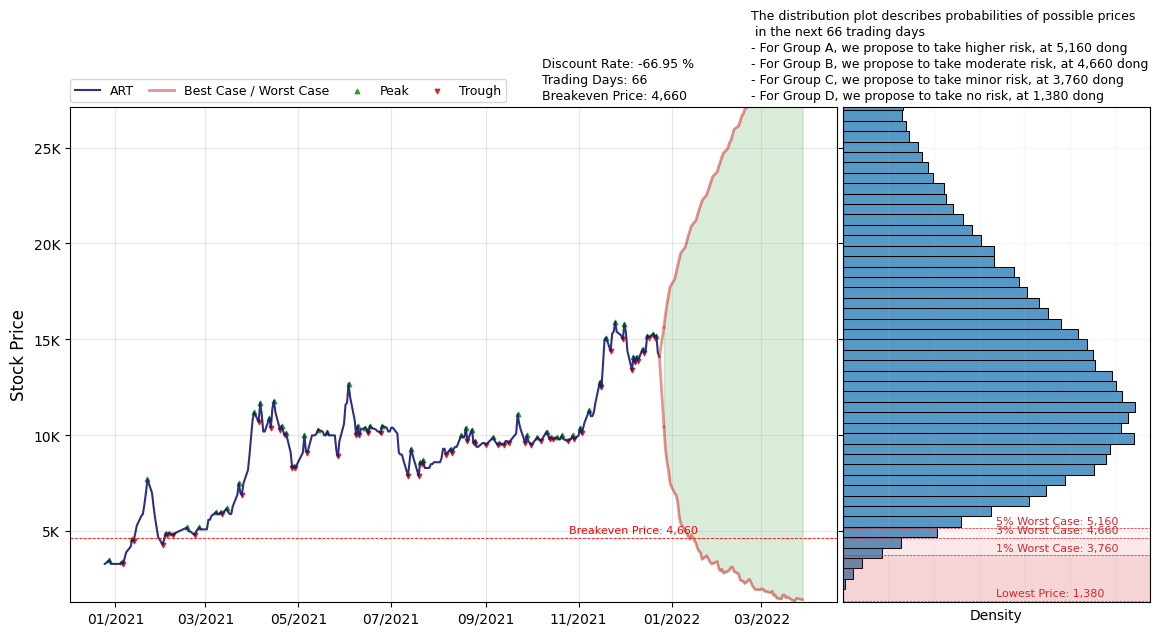 The distribution plot describes probabilities of possible prices
in the next 66 trading days
- For Group A, we propose to take higher risk, at 5,160 dong
- For Group B, we propose to take moderate risk, at 4,660 dong
- For Group C, we propose to take minor risk, at 3,760 dong
- For Group D, we propose to take no risk, at 1,380 dong
Discount Rate: -66.95 %
Trading Days: 66
Breakeven Price: 4,660
ART
Best Case / Worst Case
Peak
Trough
Stock Price
25K
20K
15K
10K
5K
Breakeven Price: 4,660
01/2021
03/2021
05/2021
07/2021
09/2021
11/2021
01/2022
03/2022
5% Worst Case: 5,160
3% Worst Case: 4,660
1% Worst Case: 3,760
Lowest Price: 1,380
Density